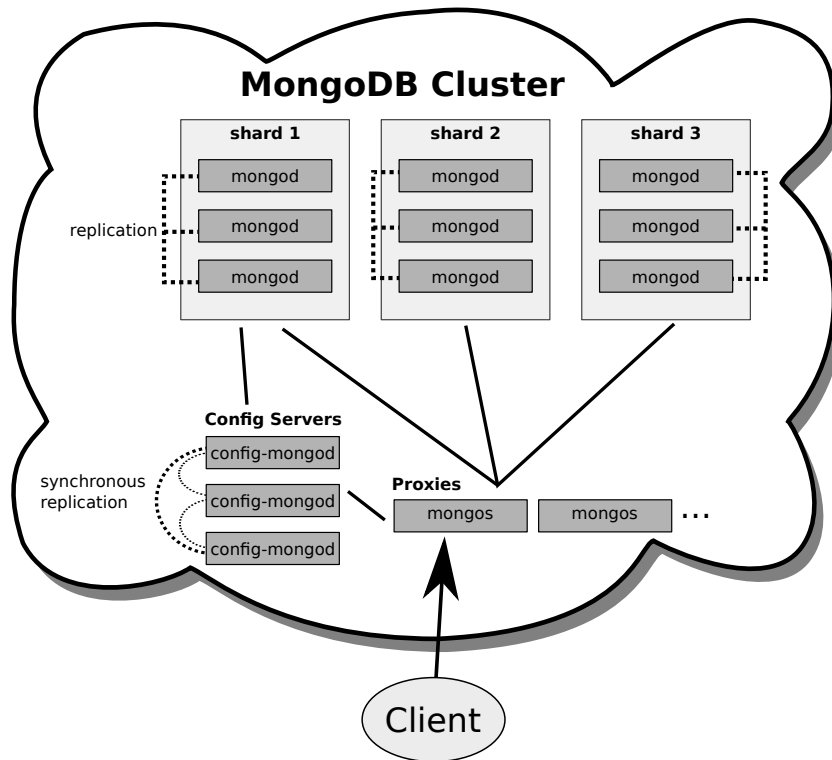 MongoDB Cluster
shard 1
shard 2
shard 3
mongod
mongod
mongod
replication
mongod
mongod
mongod
mongod
mongod
mongod
Config Servers
config-mongod
synchronous
replication
config-mongod
config-mongod
Proxies
mongos
mongos
...
Client